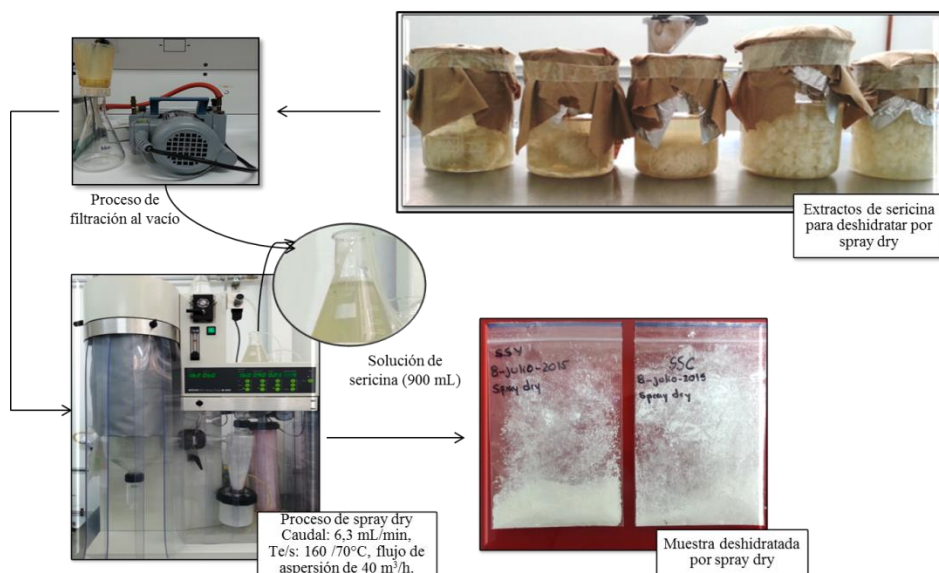 Extractos de sericina
para deshidratar por
spray dry
Proceso de
filtración al vacío
Solución de
sericina (900 mL)
Proceso de spray dry
Caudal: 6,3 mL/min,
Te/s: 160 /70°C, flujo de
aspersión de 40 m³/h.
SSY
8-julio-2015
Spray dry
SSC
8-julio-2015
Spray dry
Muestra deshidratada
por spray dry